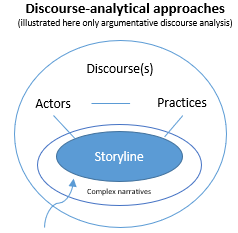 Discourse-analytical approaches
(illustrated here only argumentative discourse analysis)
Discourse(s)
Actors
Practices
Storyline
Complex narratives